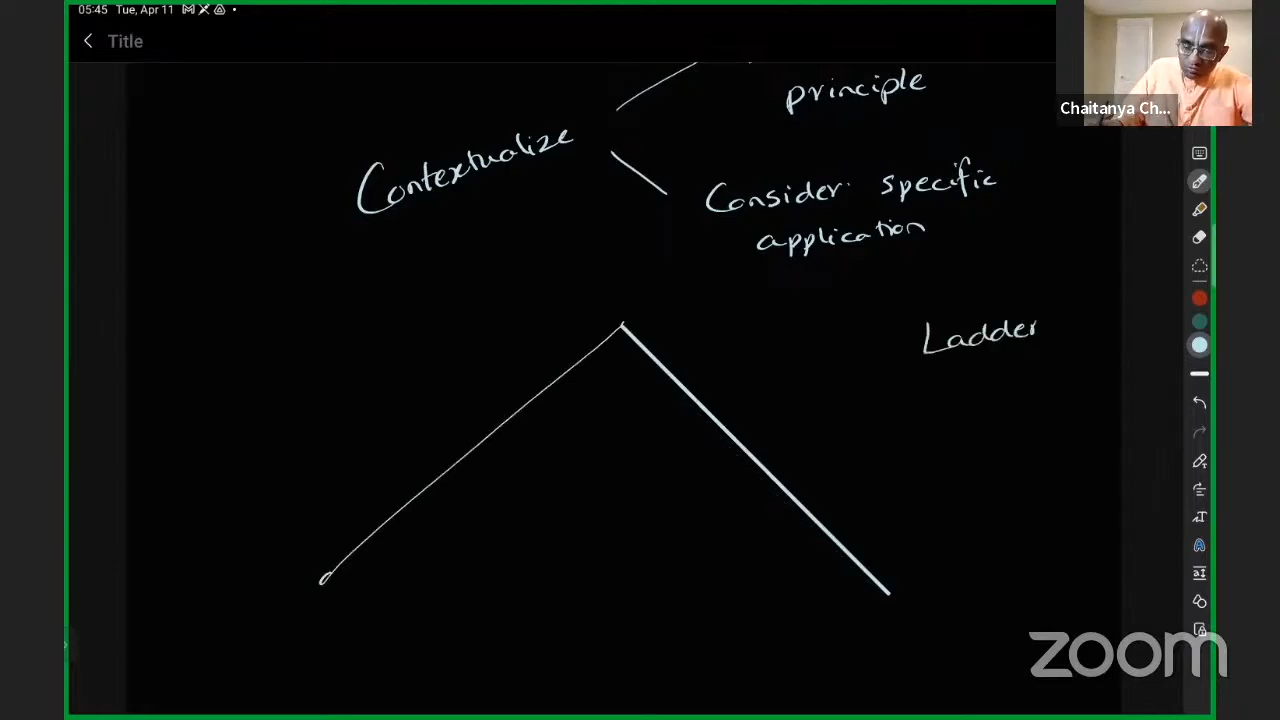 05:45 Tue, Apr 11
Title
Chaitanya Ch...
principle
Contextualize
Consider specific
application
Ladder
zoom